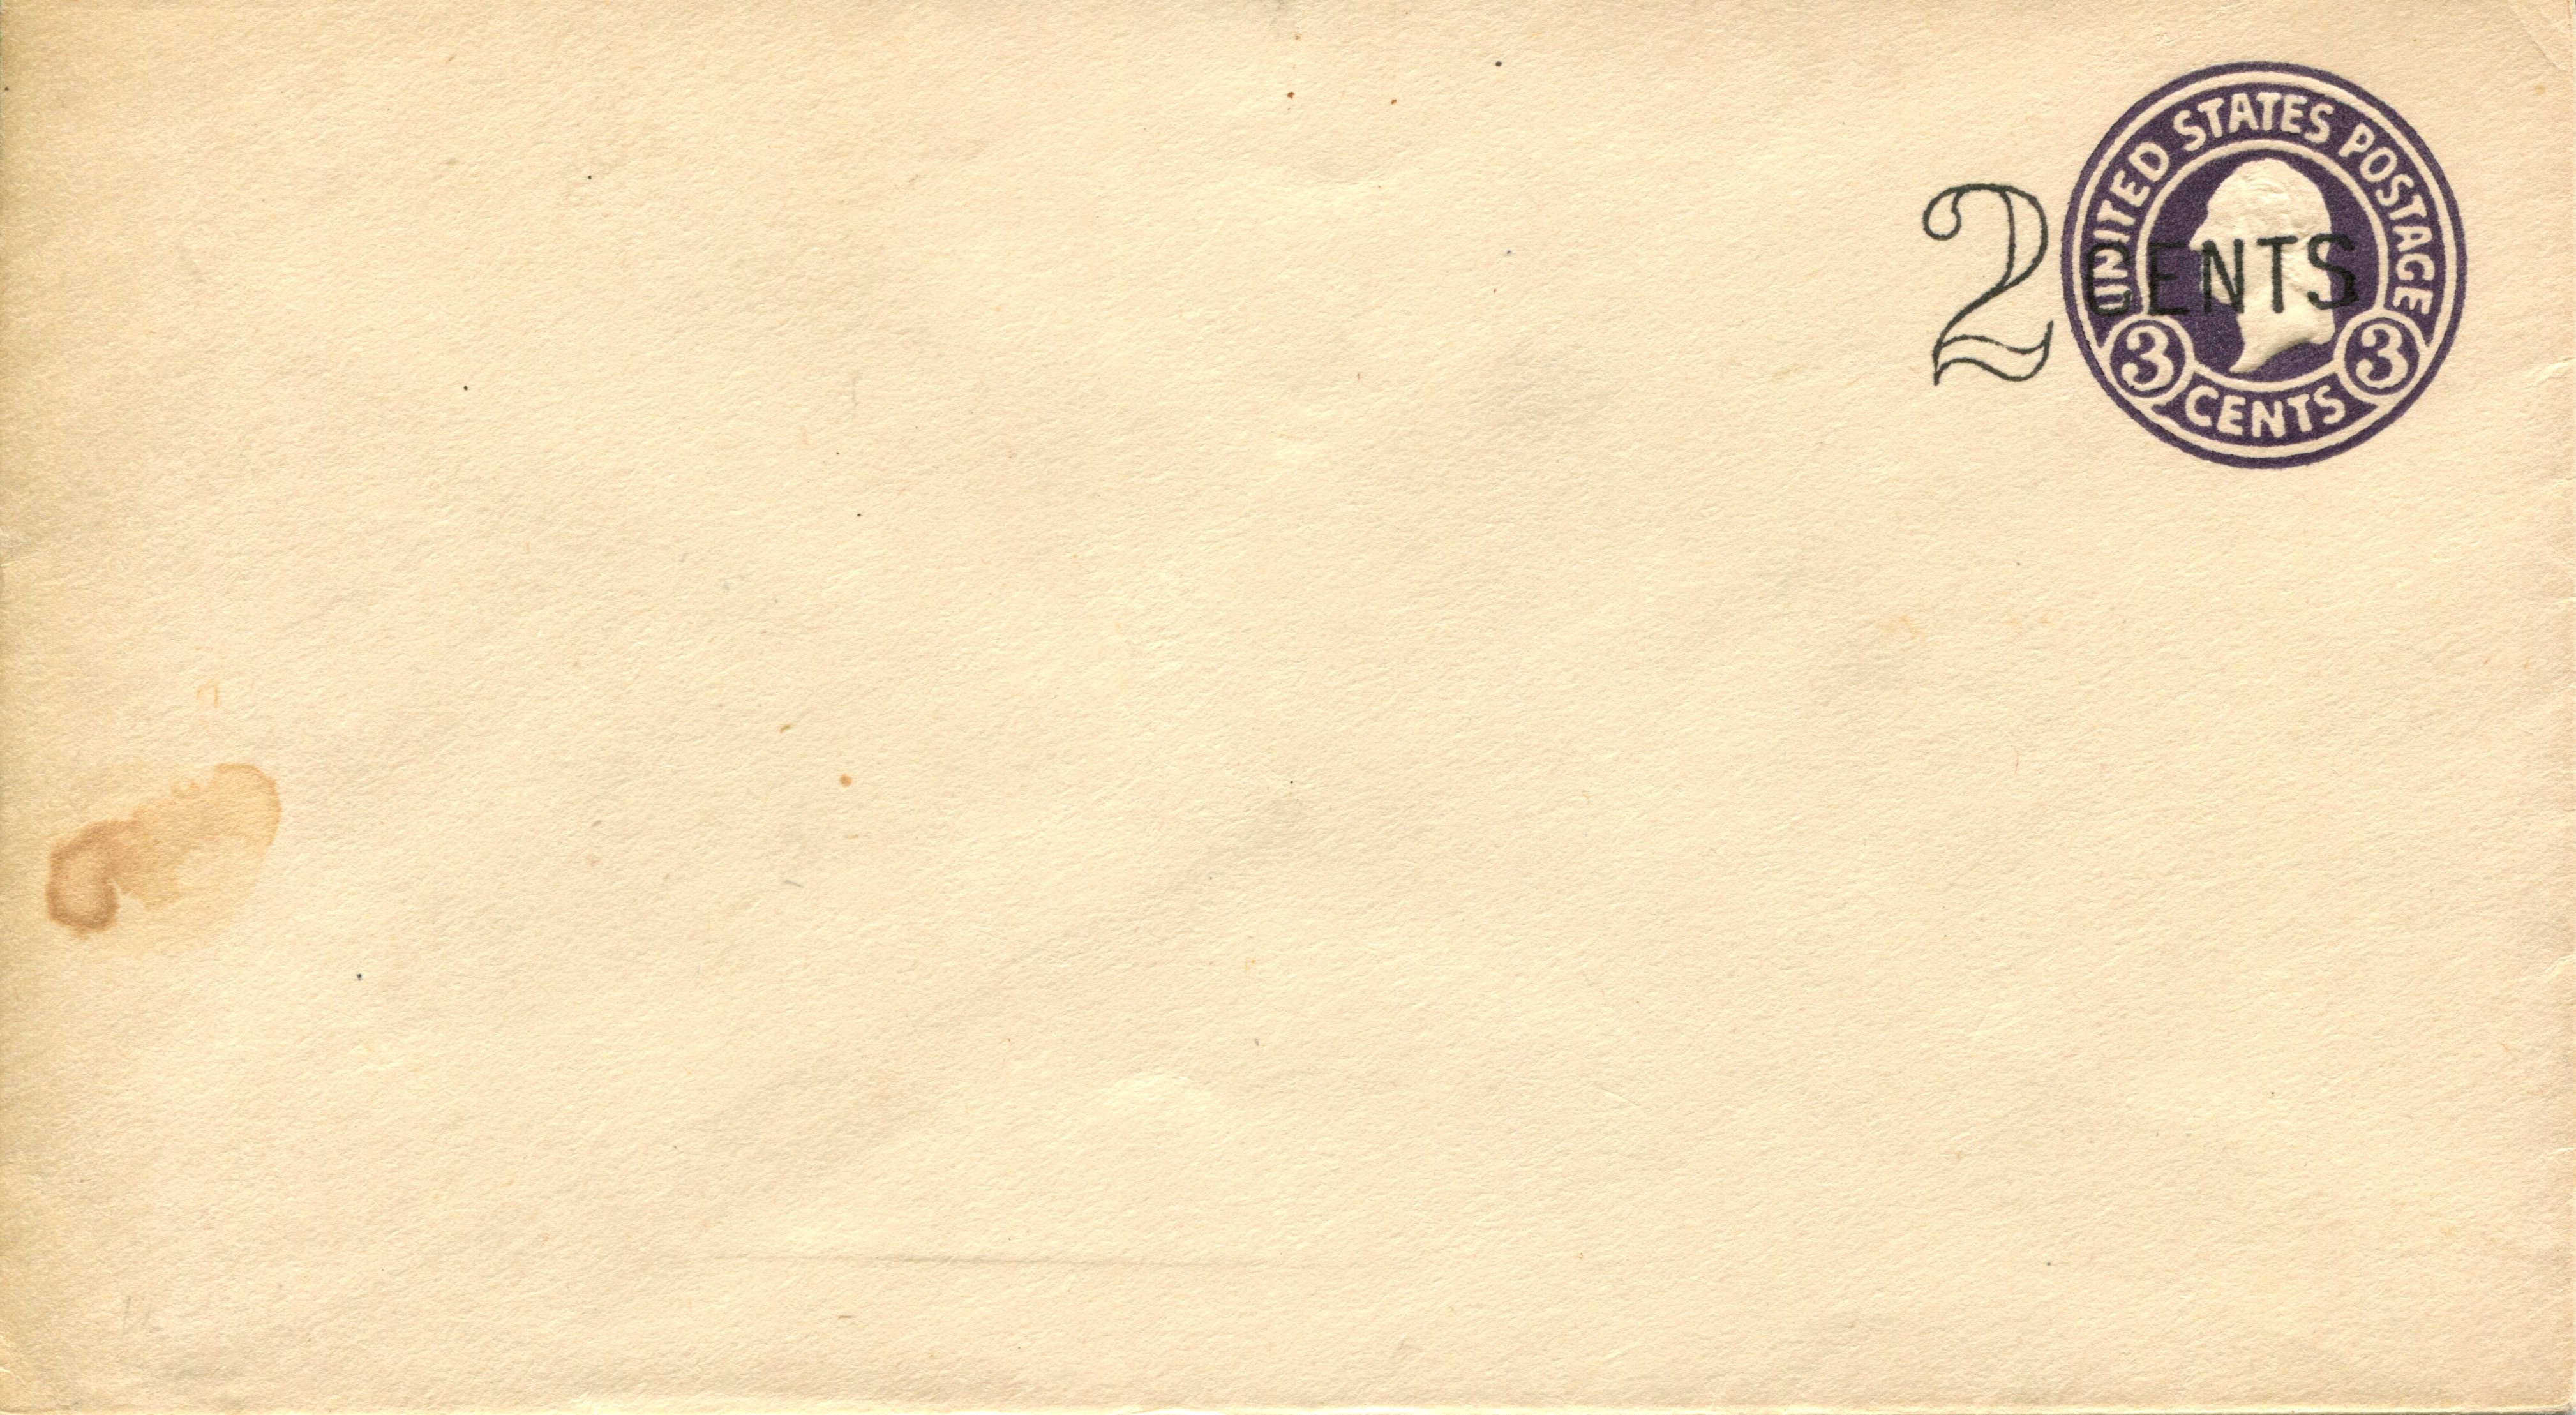 UNITED STATES POSTAGE
2 CENTS
3 3
CENTS